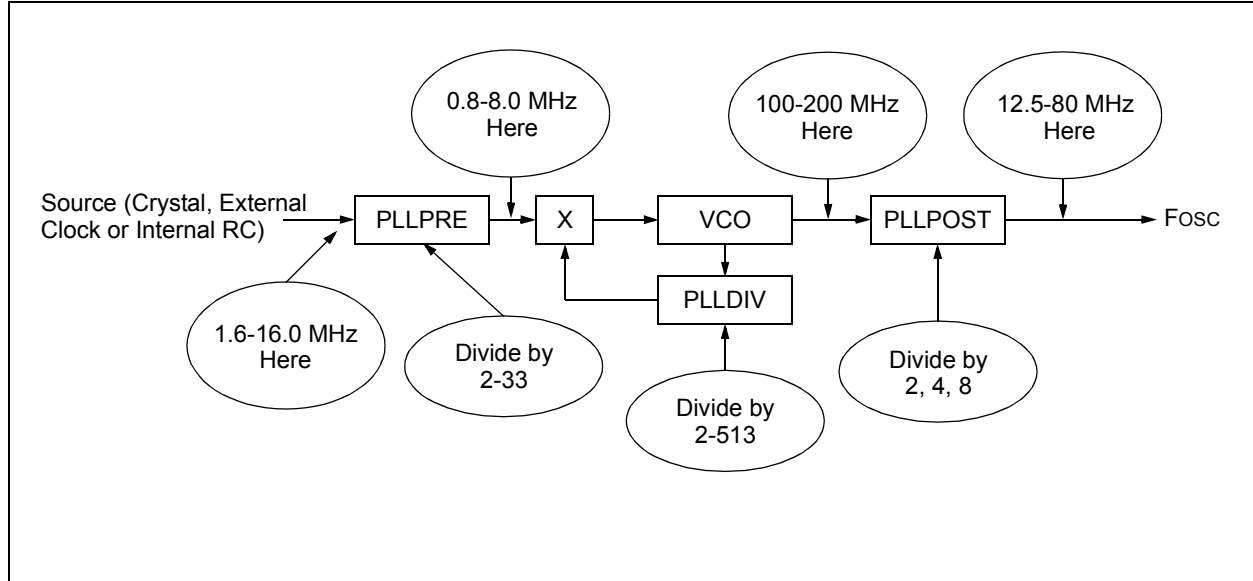 0.8-8.0 MHz
Here
100-200 MHz
Here
12.5-80 MHz
Here
Source (Crystal, External
Clock or Internal RC)
PLLPRE
X
VCO
PLLPOST
FOSC
PLLDIV
1.6-16.0 MHz
Here
Divide by
2-33
Divide by
2-513
Divide by
2, 4, 8